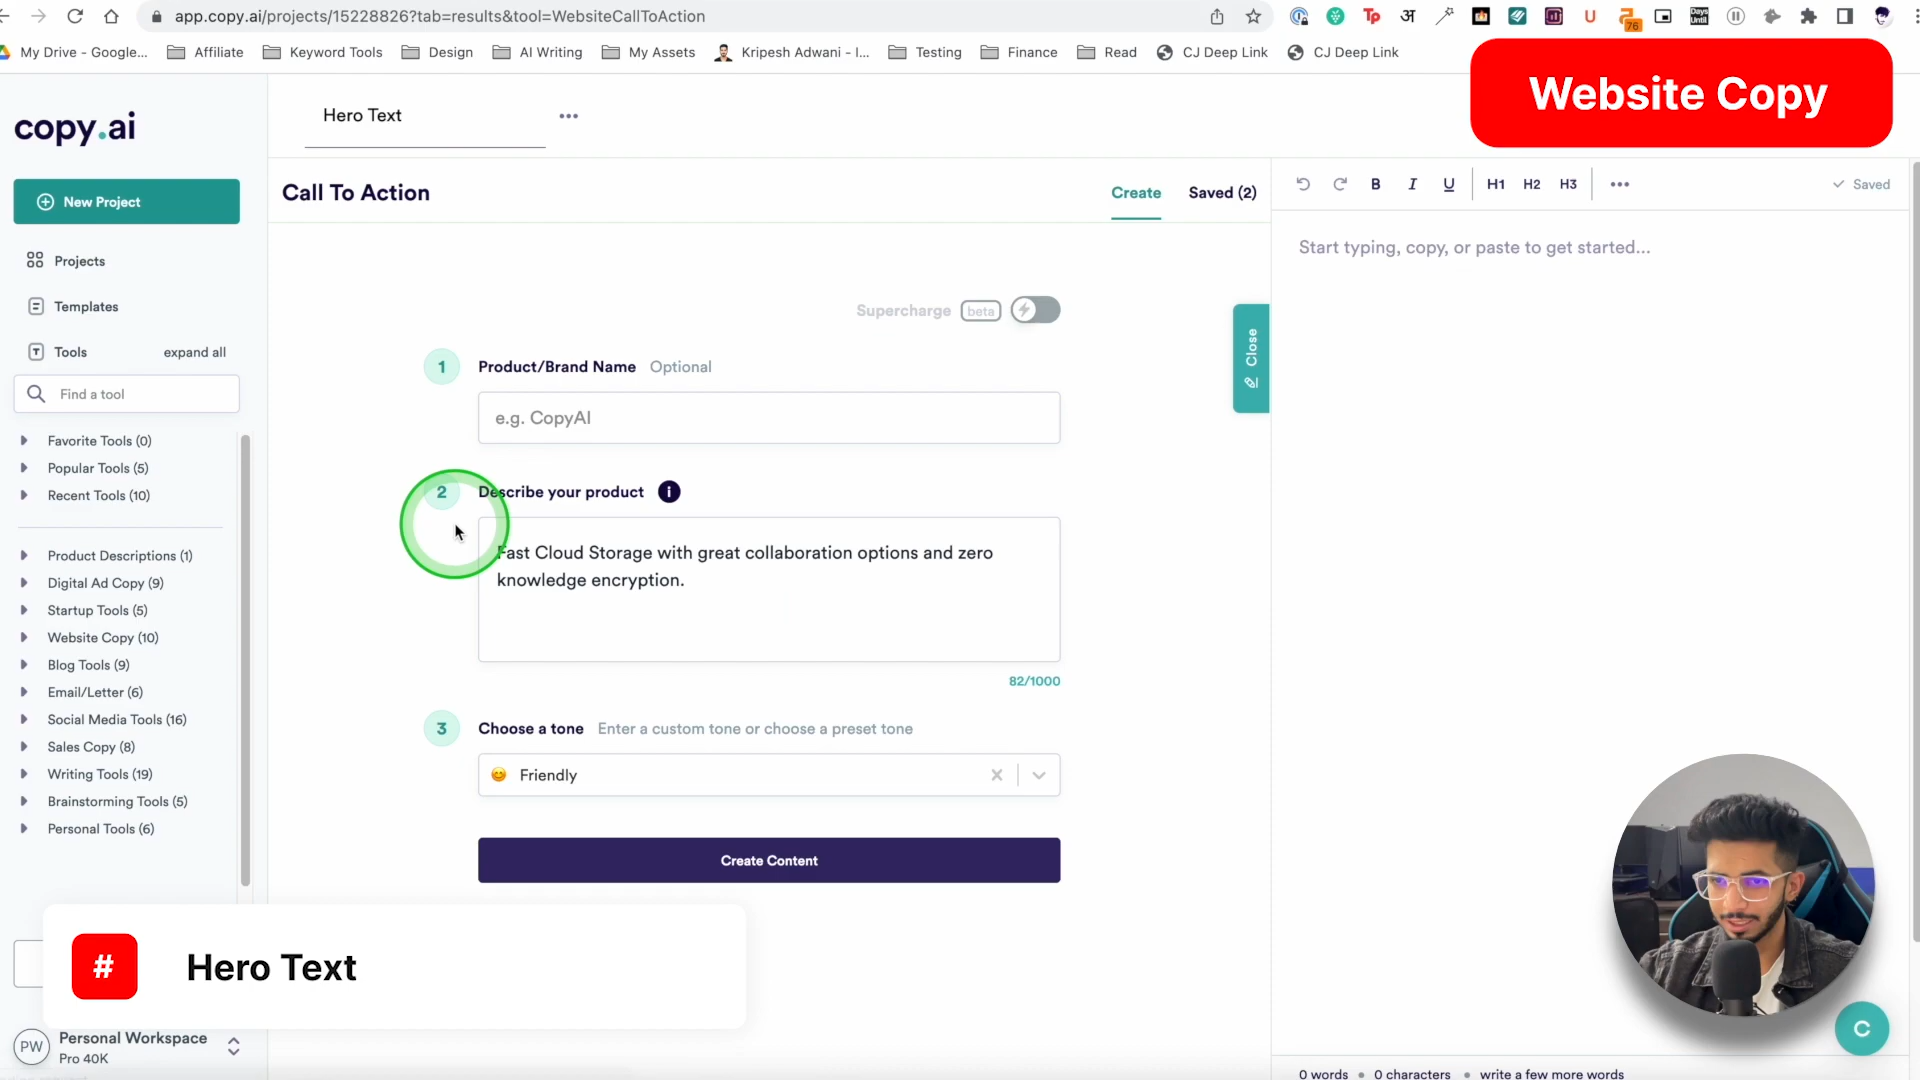 app.copy.ai/projects/15228826?tab=results&tool=WebsiteCallToAction
76
Days Until
My Drive - Google...
Affiliate
Keyword Tools
Design
AI Writing
My Assets
Kripesh Adwani - I...
Testing
Finance
Read
CJ Deep Link
CJ Deep Link
Website Copy
copy.ai
Hero Text
New Project
Call To Action
Create
Saved (2)
B
I
U
H1
H2
H3
Saved
Projects
Start typing, copy, or paste to get started...
Templates
Supercharge
beta
Tools
expand all
Close
1
Product/Brand Name
Optional
Find a tool
e.g. CopyAI
Favorite Tools (0)
Popular Tools (5)
Recent Tools (10)
2
Describe your product
Fast Cloud Storage with great collaboration options and zero
knowledge encryption.
Product Descriptions (1)
Digital Ad Copy (9)
Startup Tools (5)
Website Copy (10)
Blog Tools (9)
Email/Letter (6)
Social Media Tools (16)
Sales Copy (8)
Writing Tools (19)
Brainstorming Tools (5)
Personal Tools (6)
82/1000
3
Choose a tone
Enter a custom tone or choose a preset tone
Friendly
Create Content
#
Hero Text
PW
Personal Workspace
Pro 40K
C
0 words
0 characters
write a few more words